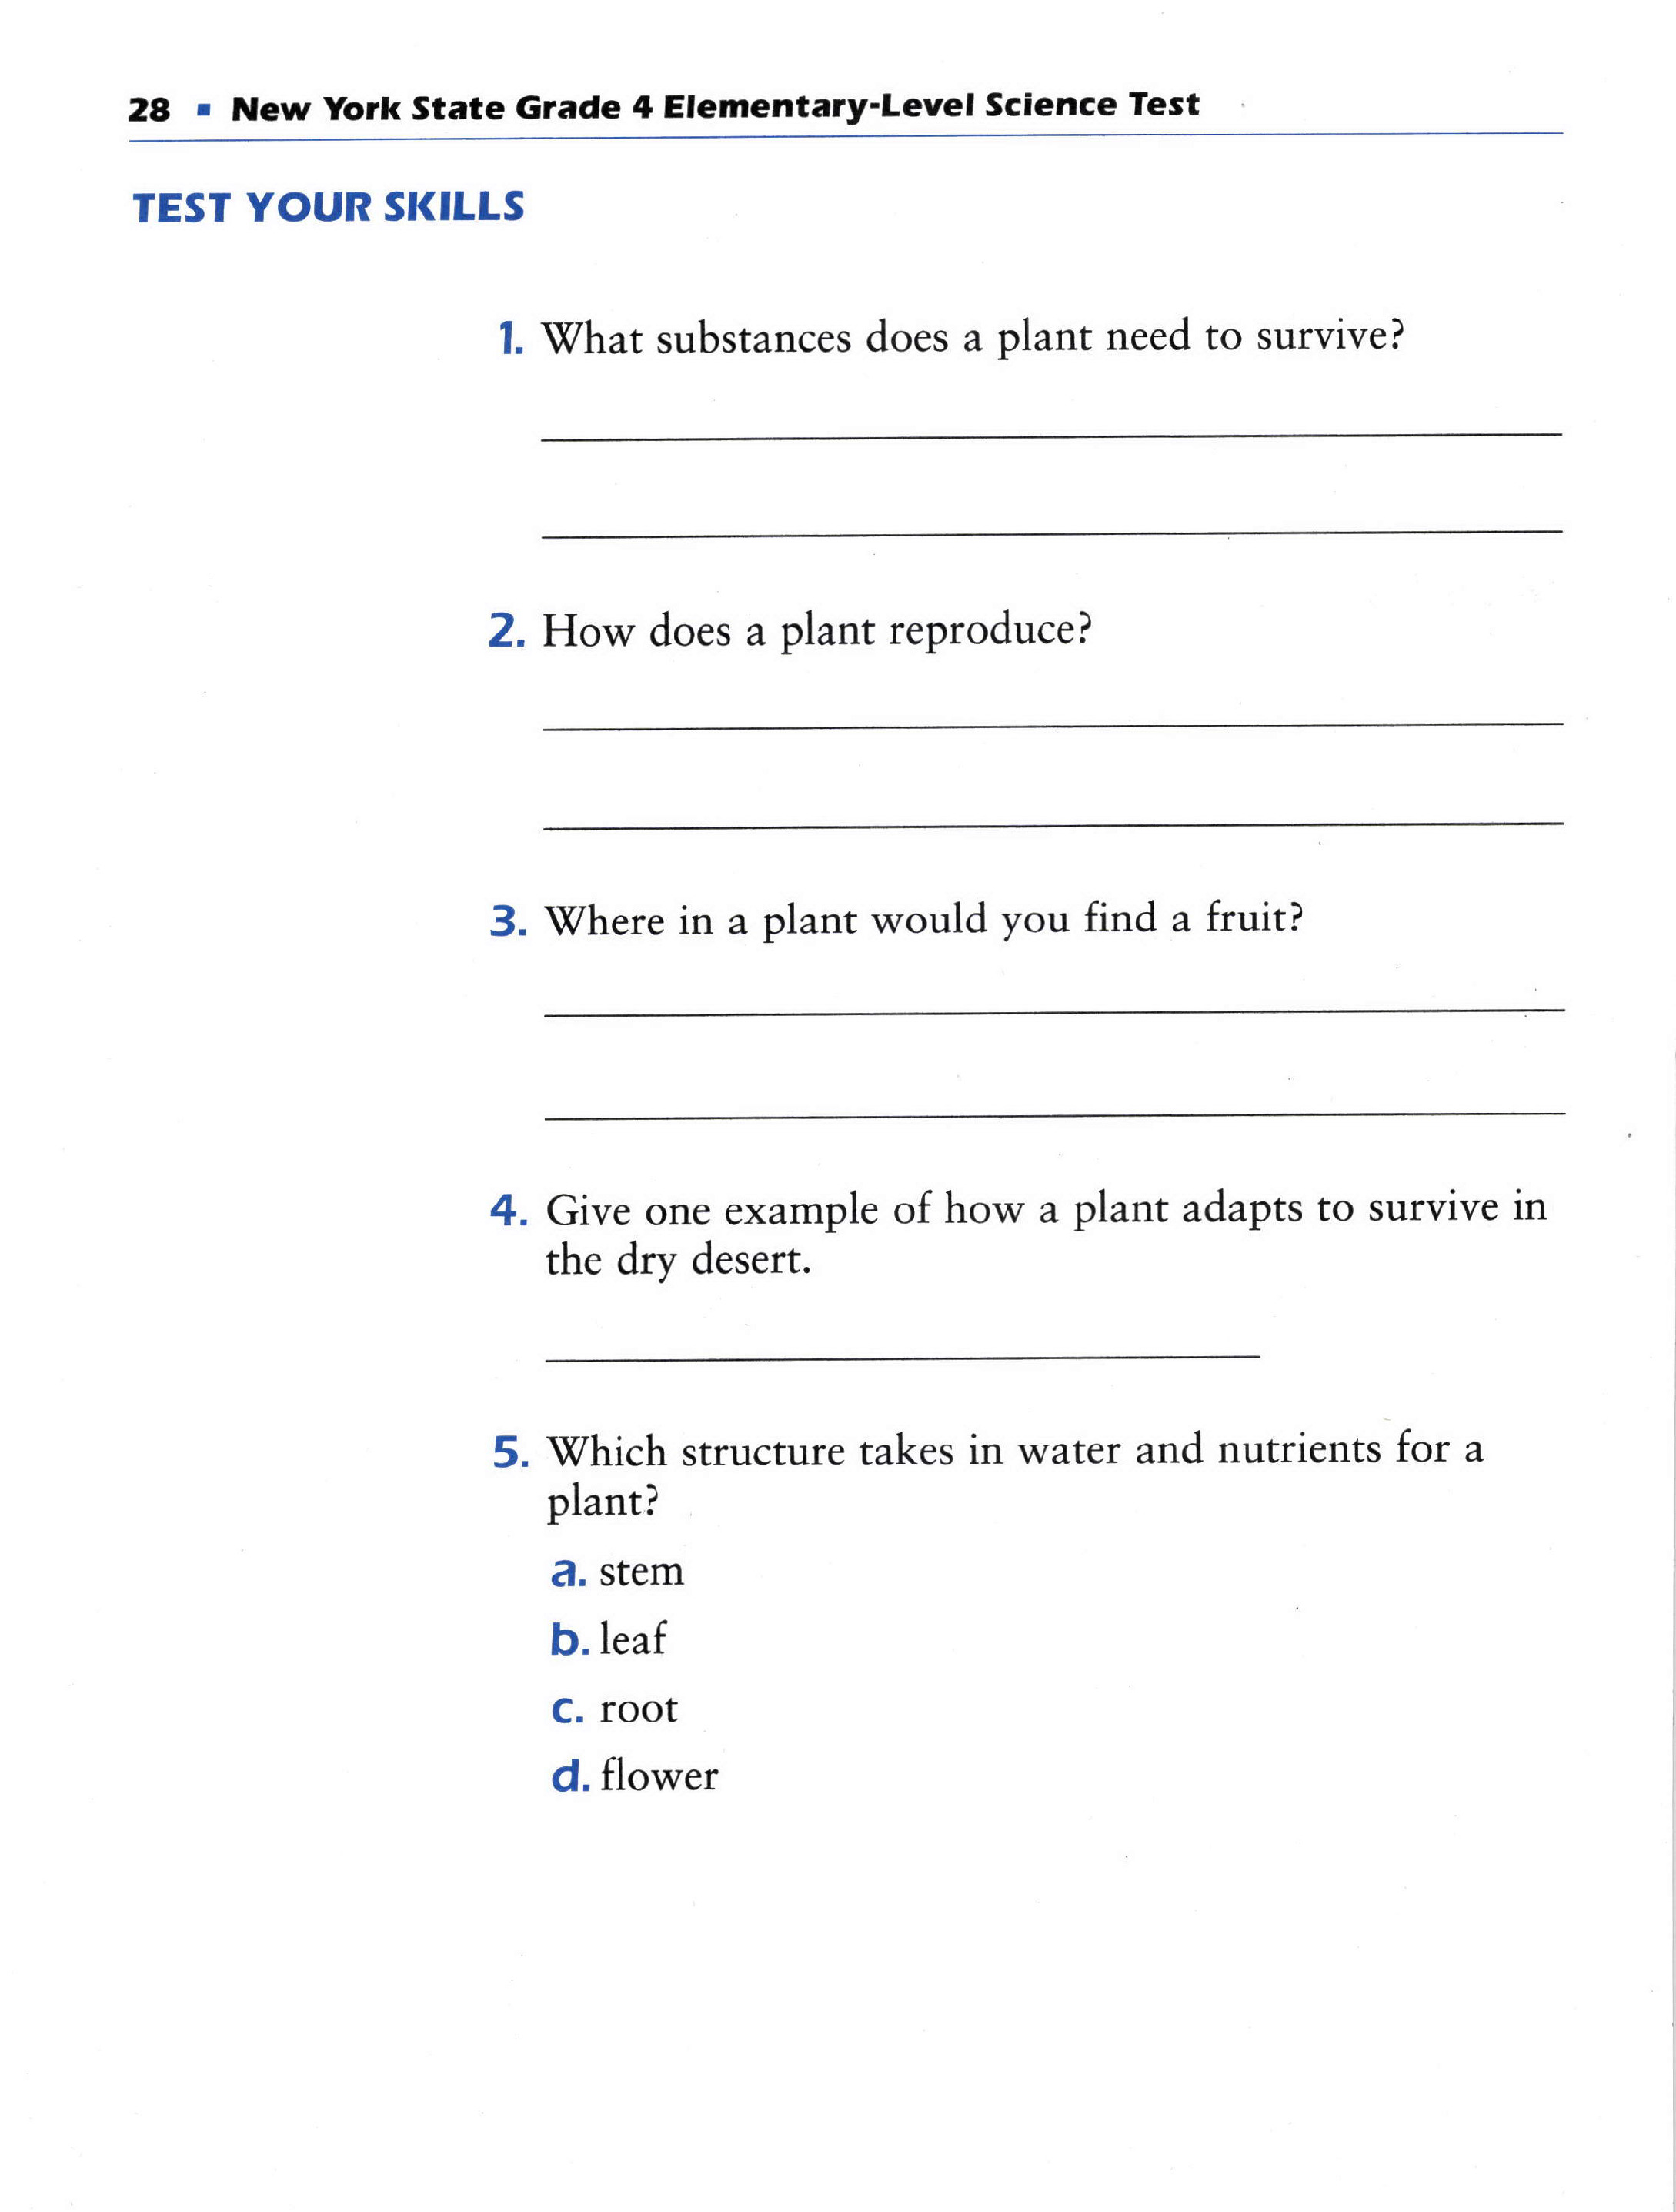 28 ▪ New York State Grade 4 Elementary-Level Science Test
TEST YOUR SKILLS
1. What substances does a plant need to survive?
2. How does a plant reproduce?
3. Where in a plant would you find a fruit?
4. Give one example of how a plant adapts to survive in
the dry desert.
5. Which structure takes in water and nutrients for a
plant?
a. stem
b. leaf
c. root
d. flower